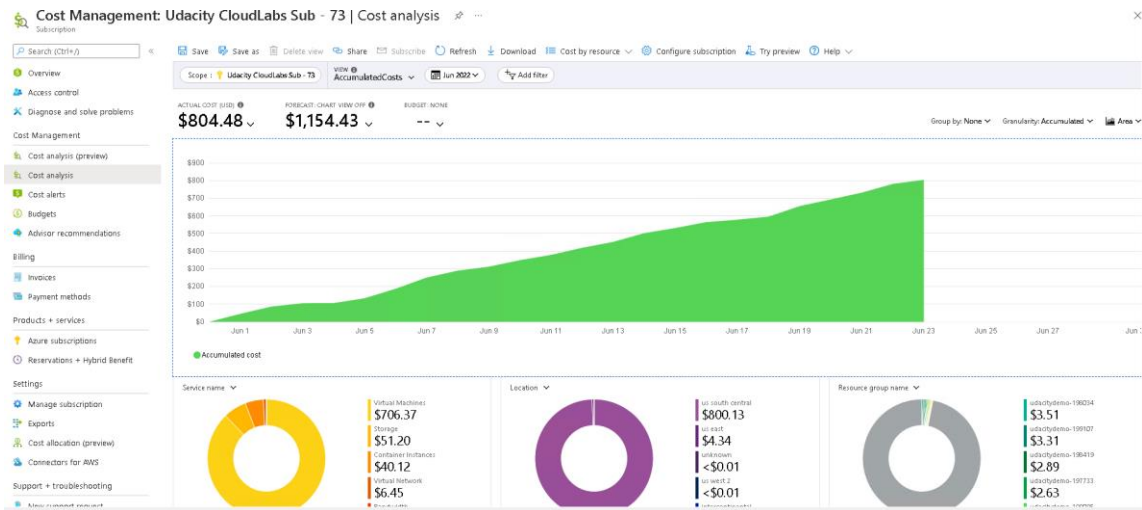 Cost Management: Udacity CloudLabs Sub - 73 | Cost analysis
Subscription
Search (Ctrl+/)
Save Save as Delete view Share Subscribe Refresh Download Cost by resource Configure subscription Try preview Help
Scope : Udacity CloudLabs Sub - 73 VIEW AccumulatedCosts Jun 2022 Add filter
Overview
Access control
Diagnose and solve problems
Cost Management
Cost analysis (preview)
Cost analysis
Cost alerts
Budgets
Advisor recommendations
Billing
Invoices
Payment methods
Products + services
Azure subscriptions
Reservations + Hybrid Benefit
Settings
Manage subscription
Exports
Cost allocation (preview)
Connectors for AWS
Support + troubleshooting
New support request
ACTUAL COST (USD) FORECAST: CHART VIEW OFF BUDGET: NONE
$804.48 $1,154.43 --
Group by: None Granularity: Accumulated Area
$900
$800
$700
$600
$500
$400
$300
$200
$100
$0
Jun 1 Jun 3 Jun 5 Jun 7 Jun 9 Jun 11 Jun 13 Jun 15 Jun 17 Jun 19 Jun 21 Jun 23 Jun 25 Jun 27 Jun
Accumulated cost
Service name
Virtual Machines
$706.37
Storage
$51.20
Container Instances
$40.12
Virtual Network
$6.45
Bandwidth
Location
us south central
$800.13
us east
$4.34
unknown
<$0.01
us west 2
<$0.01
intercontinental
Resource group name
udacitydemo-198034
$3.51
udacitydemo-199107
$3.31
udacitydemo-196419
$2.89
udacitydemo-197733
$2.63